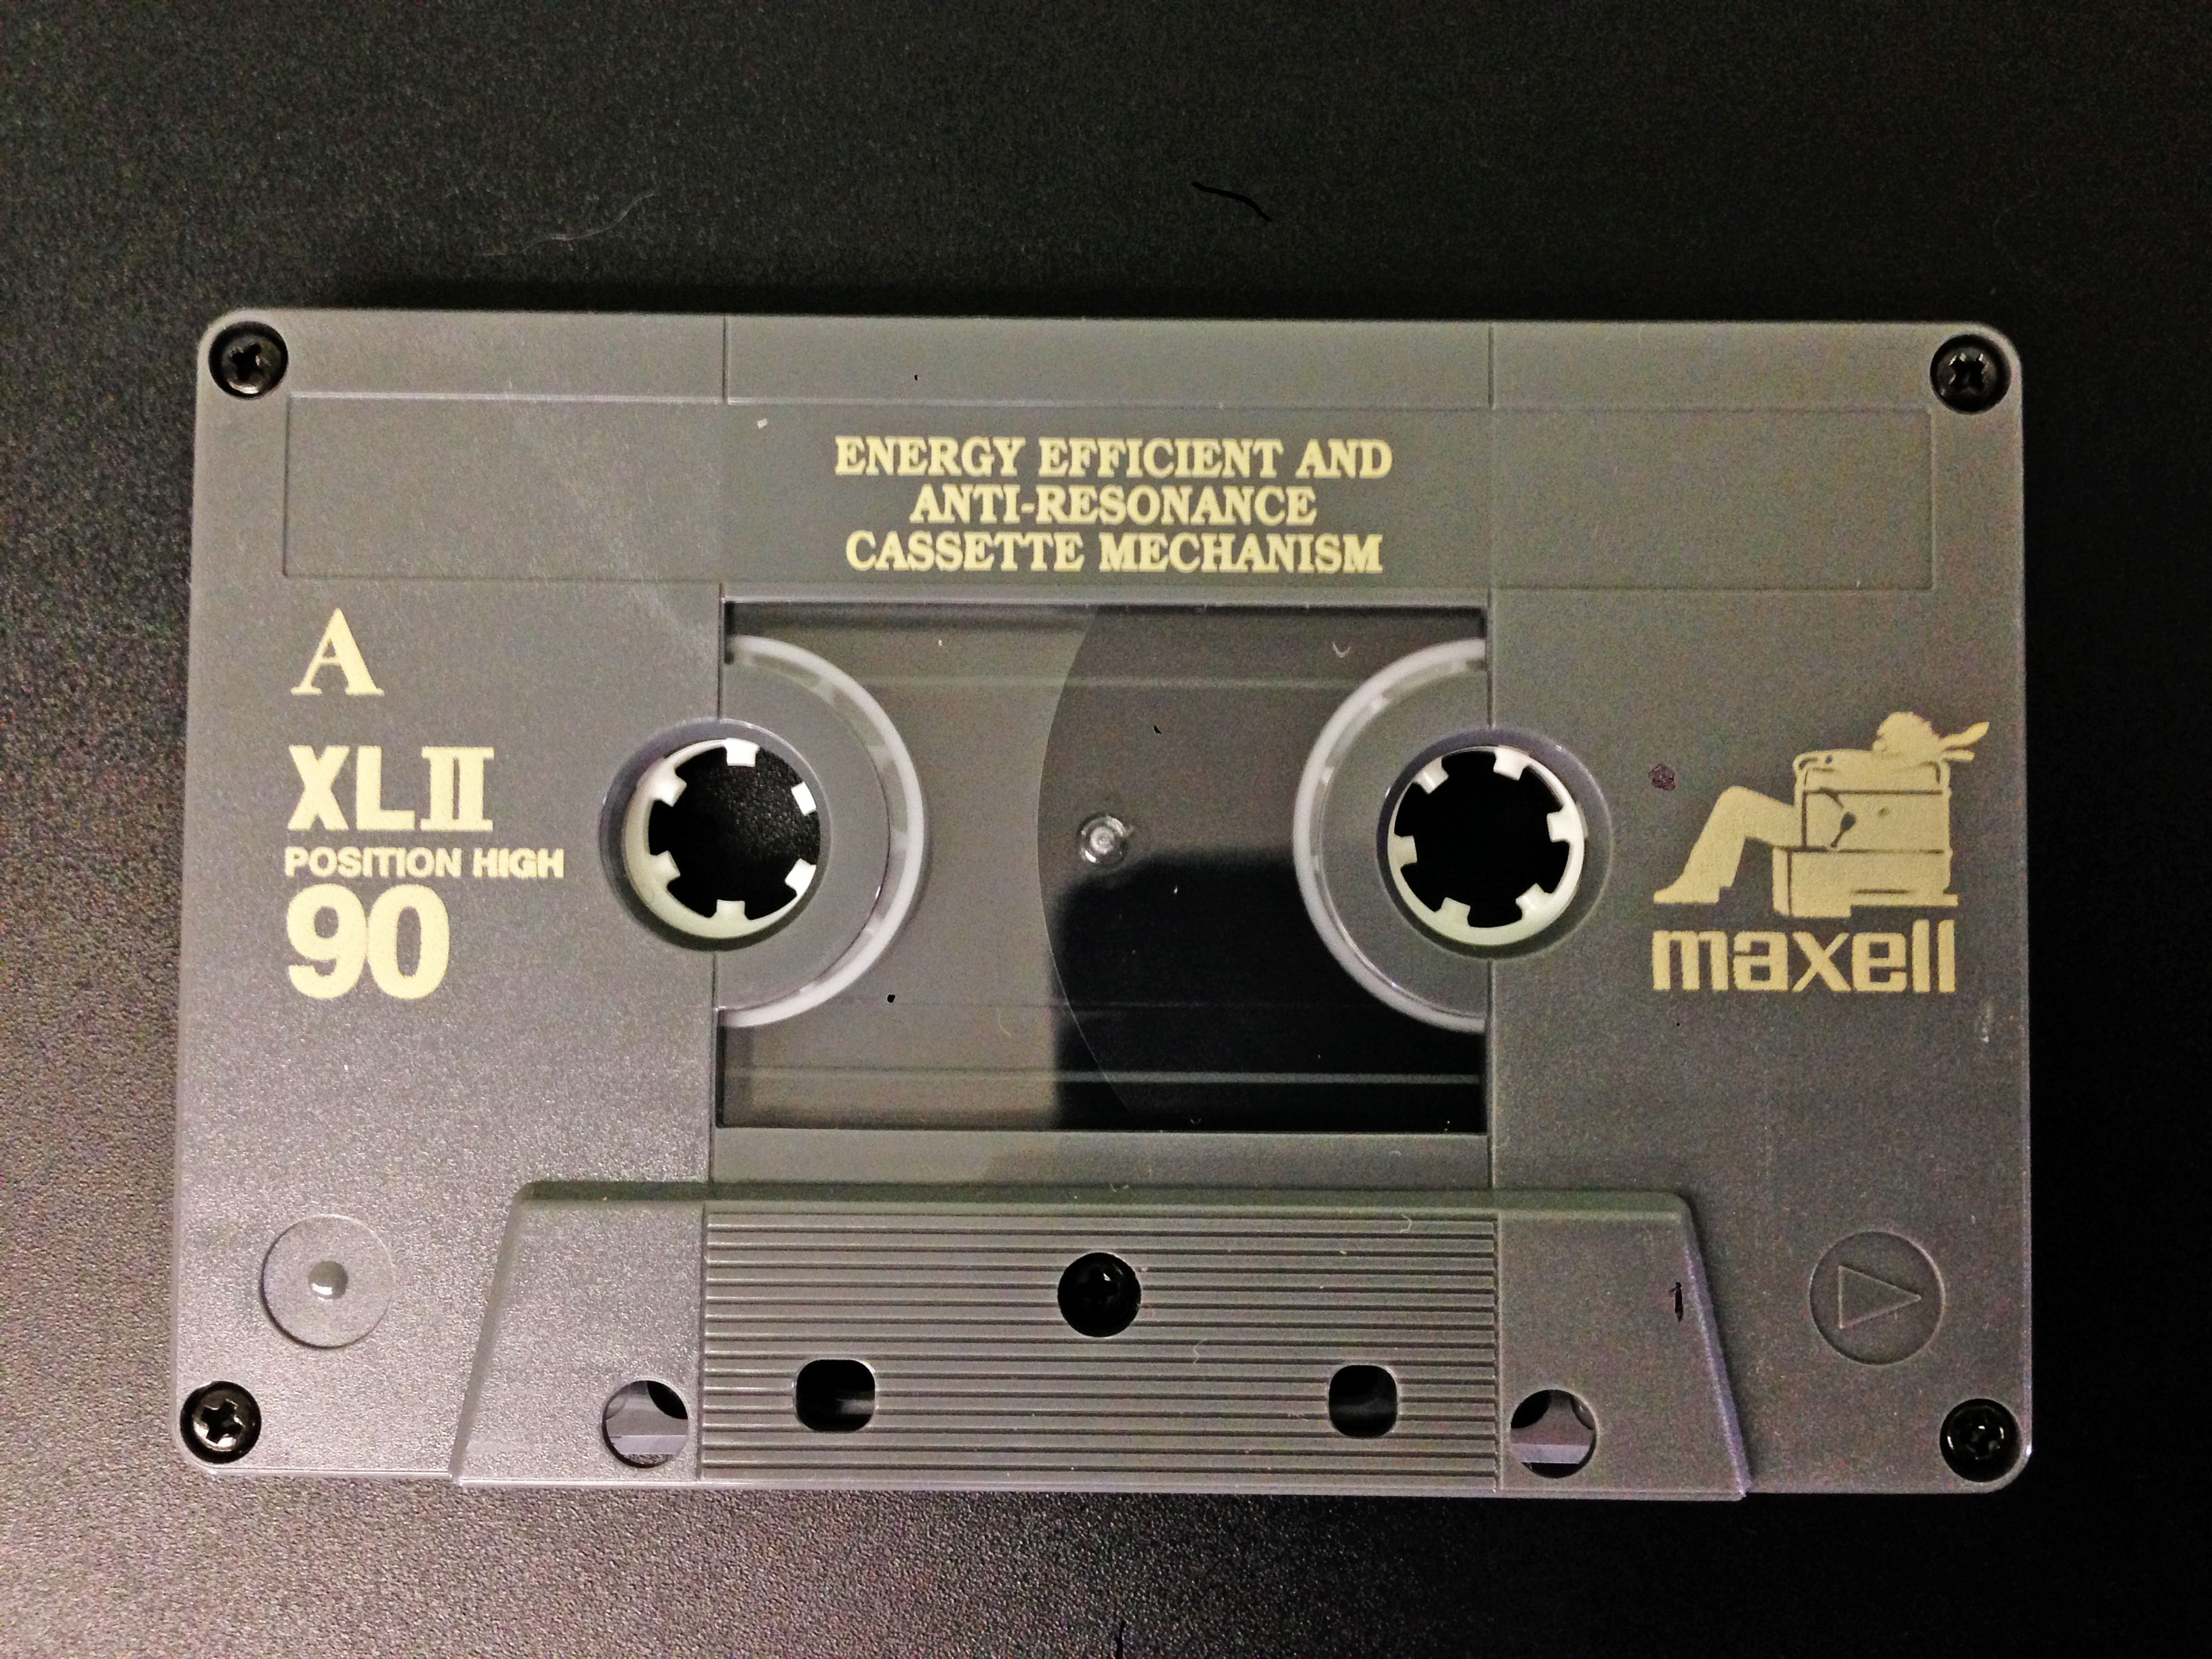 ENERGY EFFICIENT AND
ANTI-RESONANCE
CASSETTE MECHANISM
A
XLII
POSITION HIGH
90
maxell